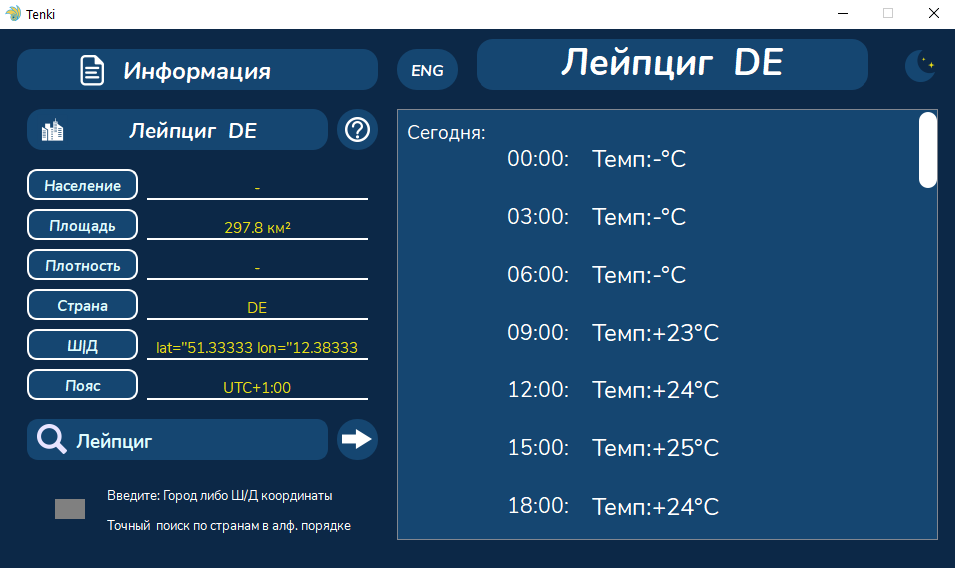 Tenki
Информация
ENG
Лейпциг DE
Лейпциг DE
Население
-
Площадь
297.8 км²
Плотность
-
Страна
DE
Ш|Д
lat="51.33333 lon="12.38333
Пояс
UTC+1:00
Лейпциг
Введите: Город либо Ш/Д координаты
Точный поиск по странам в алф. порядке
Сегодня:
00:00: Темп:-°C
03:00: Темп:-°C
06:00: Темп:-°C
09:00: Темп:+23°C
12:00: Темп:+24°C
15:00: Темп:+25°C
18:00: Темп:+24°C